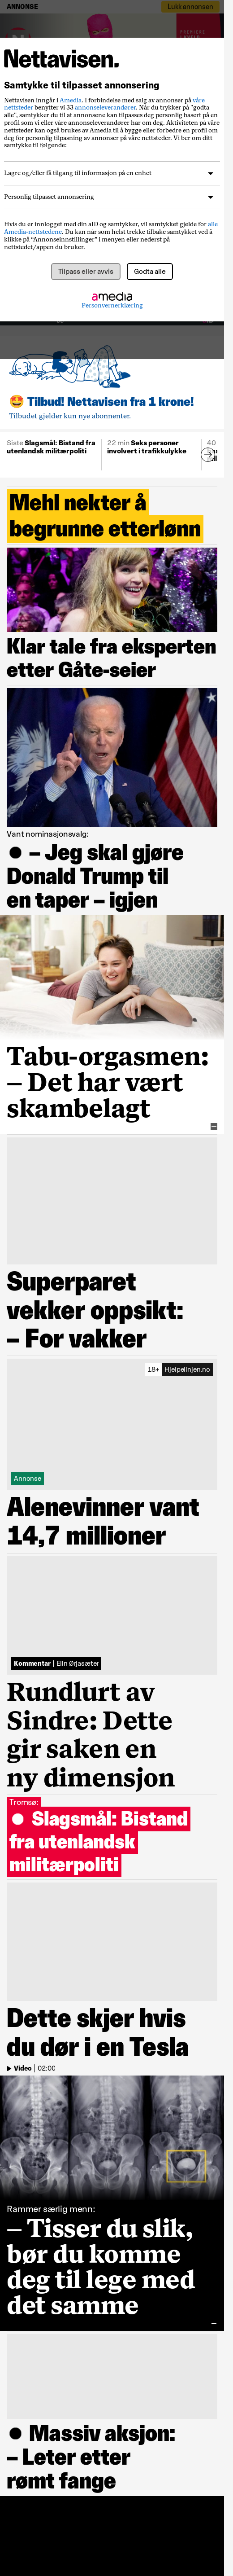 ANNONSE
Lukk annonsen
Nettavisen.
Samtykke til tilpasset annonsering
Nettavisen inngår i Amedia. I forbindelse med salg av annonser på våre
nettsteder benytter vi 33 annonseleverandører. Når du trykker på "godta
alle", samtykker du til at annonsene kan tilpasses deg personlig basert på
en profil vi eller våre annonseleverandører har om deg. Aktivitet på våre
nettsteder kan også brukes av Amedia til å bygge eller forbedre en profil om
deg for personlig tilpasning av annonser på våre nettsteder. Vi ber om ditt
samtykke til følgende:
Lagre og/eller få tilgang til informasjon på en enhet
Personlig tilpasset annonsering
Hvis du er innlogget med din aID og samtykker, vil samtykket gjelde for alle
Amedia-nettstedene. Du kan når som helst trekke tilbake samtykket ved å
klikke på "Annonseinnstillinger" i menyen eller nederst på
nettstedet/appen du bruker.
Tilpass eller avvis
Godta alle
amedia
Personvernerklæring
🤩 Tilbud! Nettavisen fra 1 krone!
Tilbudet gjelder kun nye abonnenter.
Siste Slagsmål: Bistand fra
utenlandsk militærpoliti
22 min Seks personer
involvert i trafikkulykke
40
Mehl nekter å
begrunne etterlønn
Klar tale fra eksperten
etter Gåte-seier
Vant nominasjonsvalg:
● – Jeg skal gjøre
Donald Trump til
en taper – igjen
Tabu-orgasmen:
– Det har vært
skambelagt
Superparet
vekker oppsikt:
– For vakker
18+ Hjelpelinjen.no
Annonse
Alenevinner vant
14,7 millioner
Kommentar | Elin Ørjasæter
Rundlurt av
Sindre: Dette
gir saken en
ny dimensjon
Tromsø:
● Slagsmål: Bistand
fra utenlandsk
militærpoliti
Dette skjer hvis
du dør i en Tesla
Video | 02:00
Rammer særlig menn:
– Tisser du slik,
bør du komme
deg til lege med
det samme
● Massiv aksjon:
– Leter etter
rømt fange